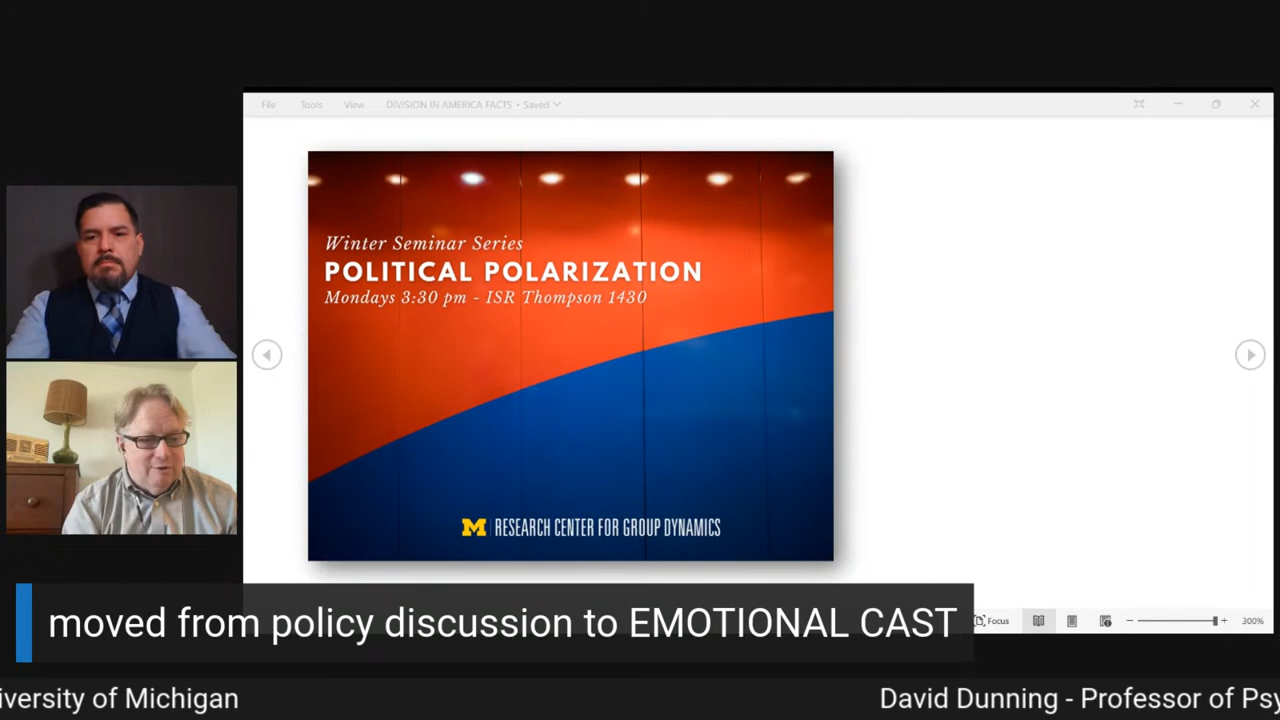 File Tools View DIVISION IN AMERICA FACTS • Saved
Winter Seminar Series
POLITICAL POLARIZATION
Mondays 3:30 pm - ISR Thompson 1430
M RESEARCH CENTER FOR GROUP DYNAMICS
moved from policy discussion to EMOTIONAL CAST
Focus 300%
iversity of Michigan David Dunning - Professor of Psy